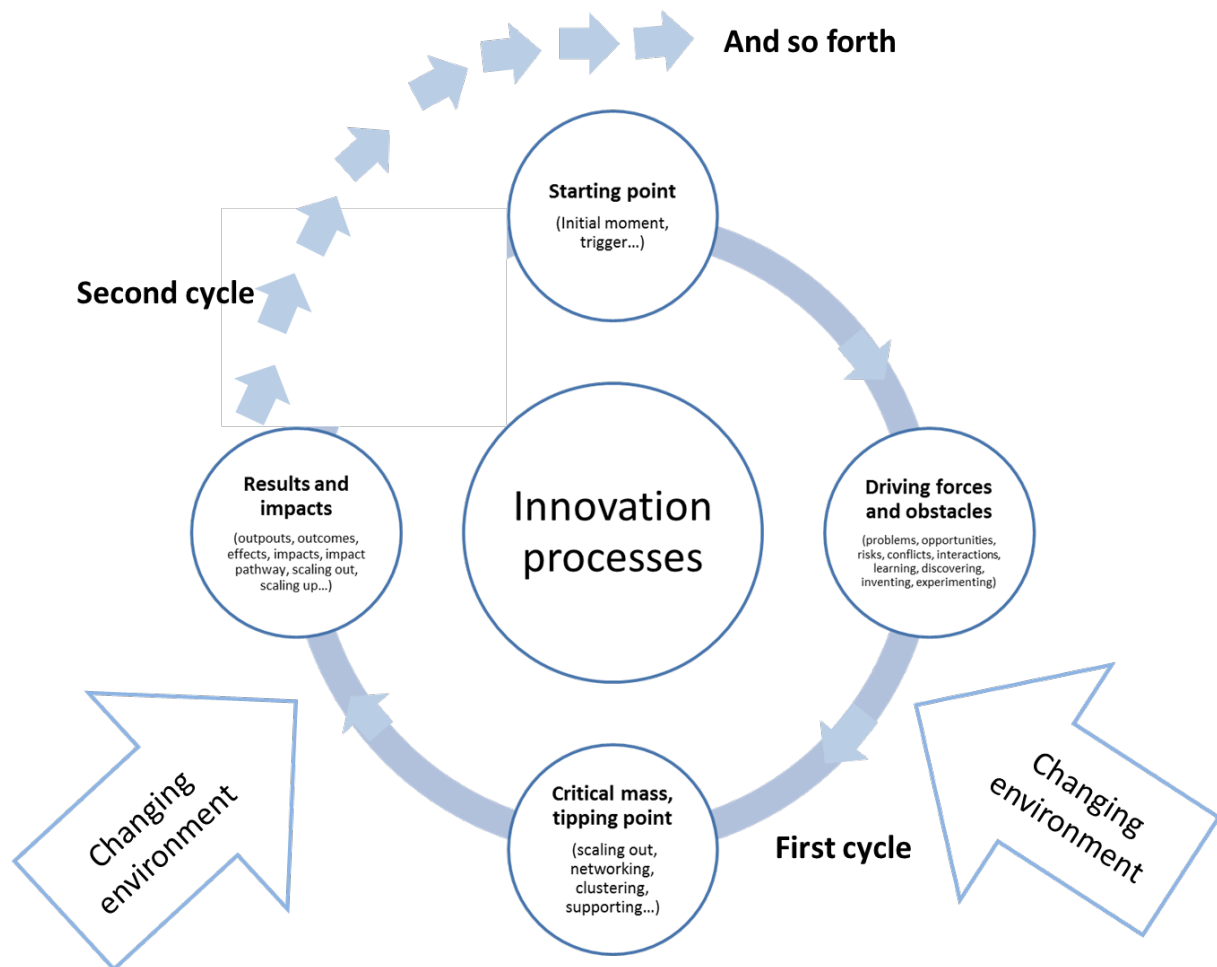 And so forth
Starting point
(Initial moment,
trigger…)
Second cycle
Results and
impacts
(outpouts, outcomes,
effects, impacts, impact
pathway, scaling out,
scaling up…)
Innovation
processes
Driving forces
and obstacles
(problems, opportunities,
risks, conflicts, interactions,
learning, discovering,
inventing, experimenting)
Changing
environment
Critical mass,
tipping point
(scaling out,
networking,
clustering,
supporting…)
First cycle
Changing
environment